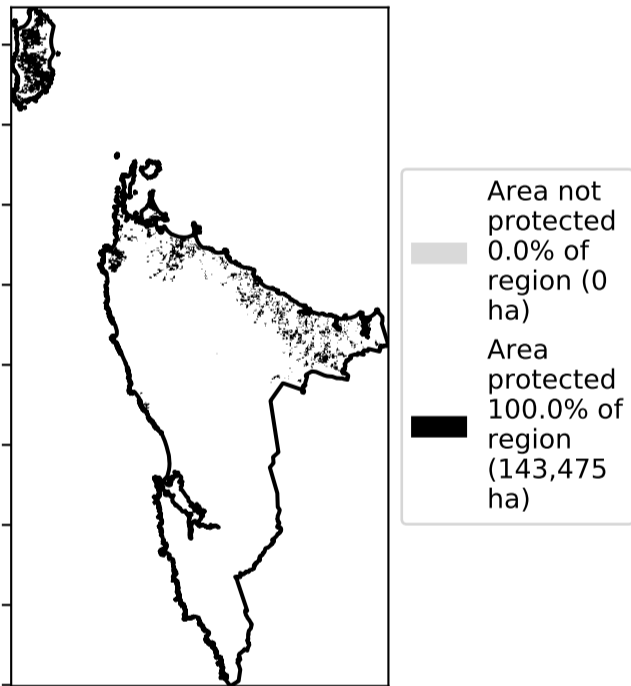 Area not
protected
0.0% of
region (0
ha)
Area
protected
100.0% of
region
(143,475
ha)